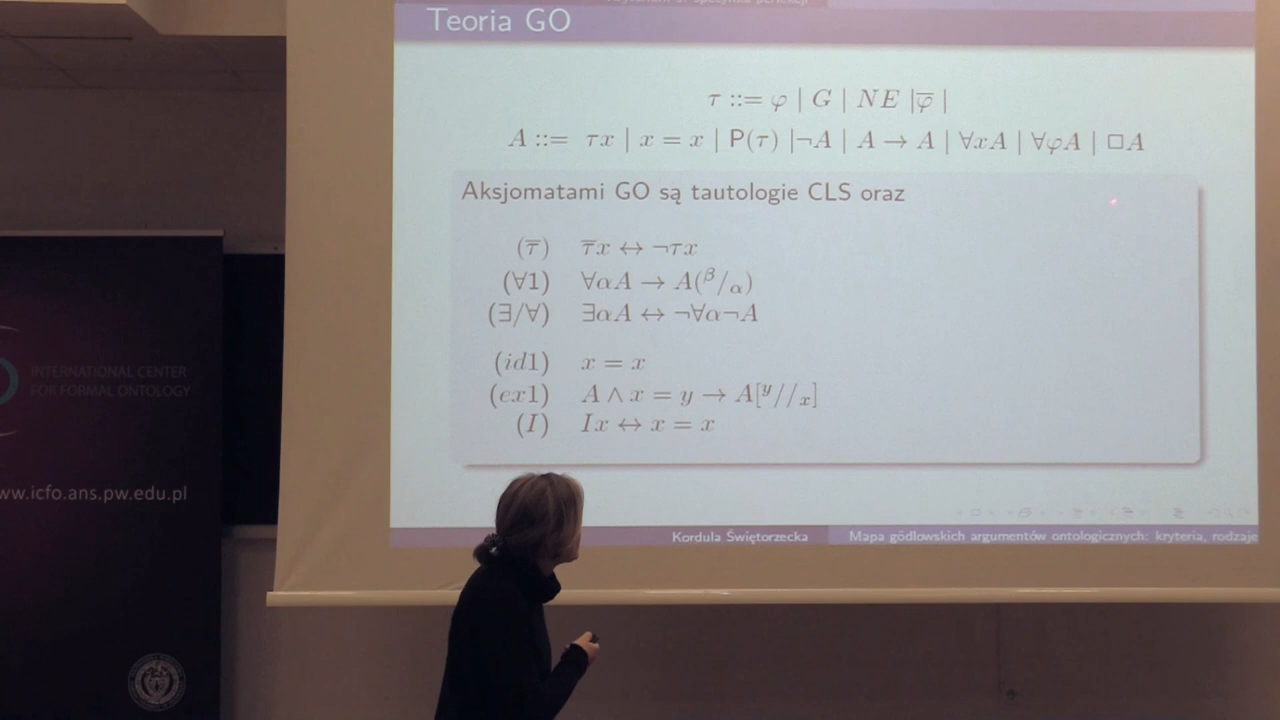 Teoria GO
τ ::= φ | G | NE |φ̅ |
A ::= τx | x = x | P(τ) |¬A | A → A | ∀xA | ∀φA | □A
Aksjomatami GO są tautologie CLS oraz
(τ̅) τ̅x ↔ ¬τx
(∀1) ∀αA → A(β/α)
(∃/∀) ∃αA ↔ ¬∀α¬A
(id1) x = x
(ex1) A ∧ x = y → A[y//x]
(I) Ix ↔ x = x
Kordula Świętorzecka Mapa gödlowskich argumentów ontologicznych: kryteria, rodzaje
INTERNATIONAL CENTER
FOR FORMAL ONTOLOGY
ww.icfo.ans.pw.edu.pl